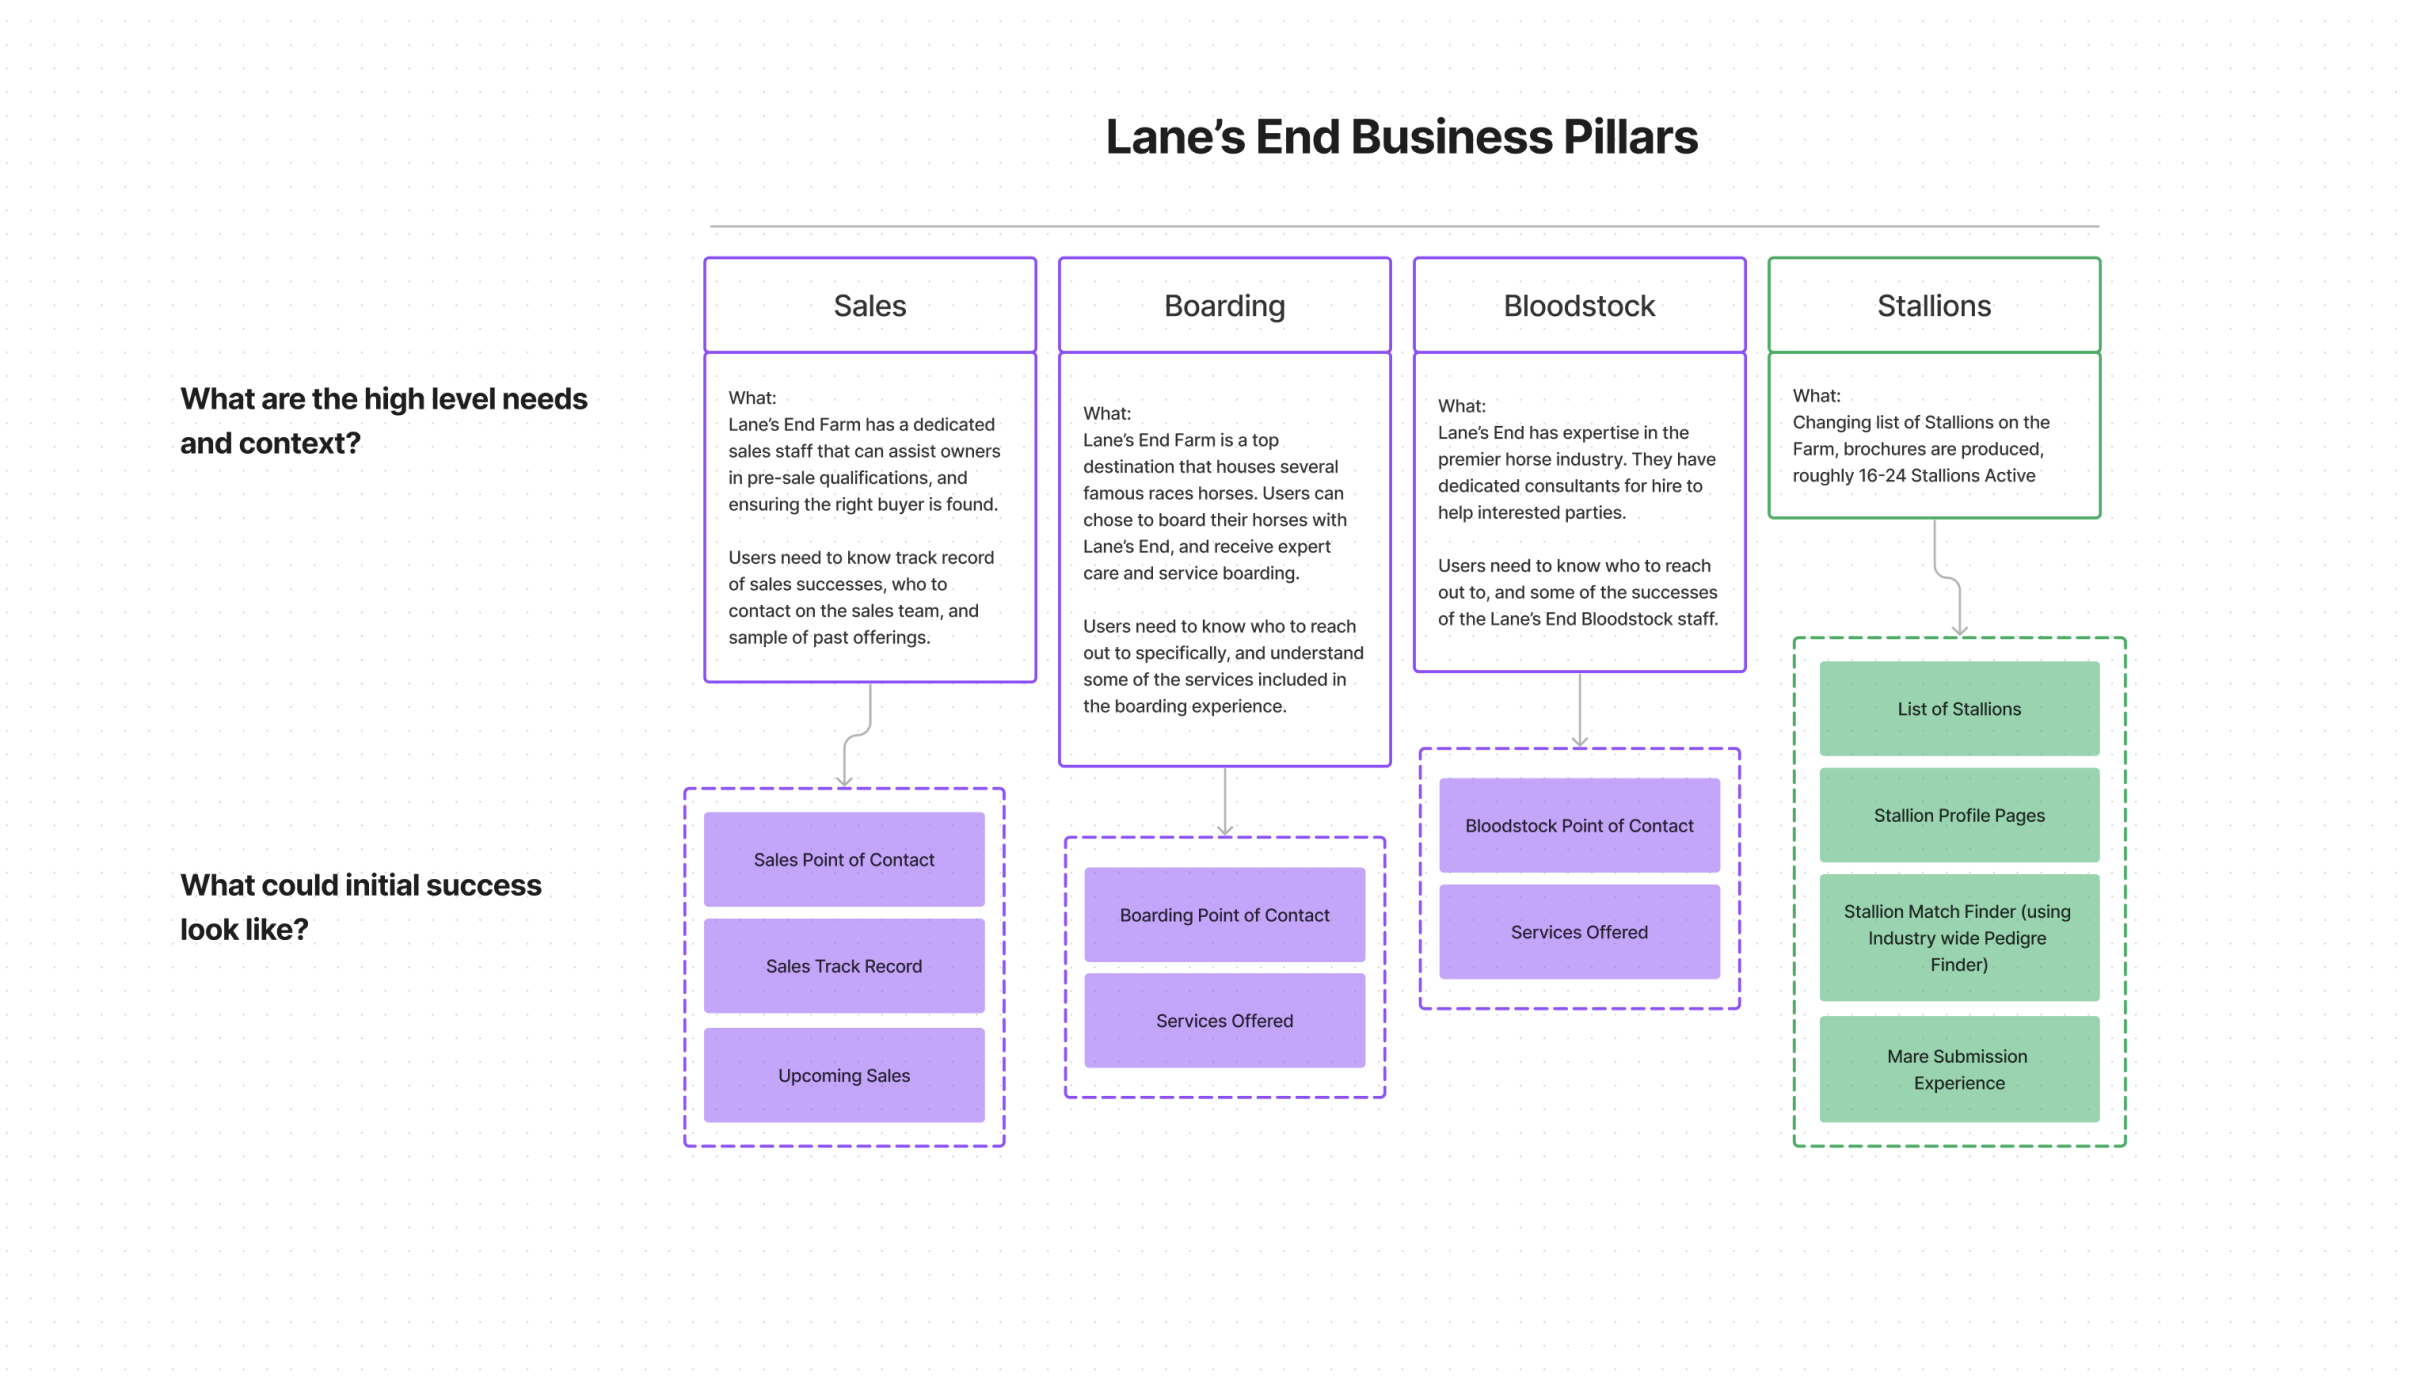 Lane’s End Business Pillars
What are the high level needs
and context?
Sales
What:
Lane’s End Farm has a dedicated
sales staff that can assist owners
in pre-sale qualifications, and
ensuring the right buyer is found.
Users need to know track record
of sales successes, who to
contact on the sales team, and
sample of past offerings.
Boarding
What:
Lane’s End Farm is a top
destination that houses several
famous races horses. Users can
chose to board their horses with
Lane’s End, and receive expert
care and service boarding.
Users need to know who to reach
out to specifically, and understand
some of the services included in
the boarding experience.
Bloodstock
What:
Lane’s End has expertise in the
premier horse industry. They have
dedicated consultants for hire to
help interested parties.
Users need to know who to reach
out to, and some of the successes
of the Lane’s End Bloodstock staff.
Stallions
What:
Changing list of Stallions on the
Farm, brochures are produced,
roughly 16-24 Stallions Active
What could initial success
look like?
Sales Point of Contact
Sales Track Record
Upcoming Sales
Boarding Point of Contact
Services Offered
Bloodstock Point of Contact
Services Offered
List of Stallions
Stallion Profile Pages
Stallion Match Finder (using
Industry wide Pedigre
Finder)
Mare Submission
Experience